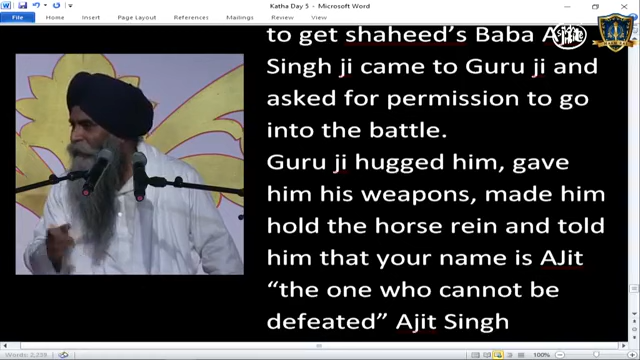 Katha Day 5 - Microsoft Word
File Home Insert Page Layout References Mailings Review View
to get shaheed's Baba A
Singh ji came to Guru ji and
asked for permission to go
into the battle.
Guru ji hugged him, gave
him his weapons, made him
hold the horse rein and told
him that your name is AJit
“the one who cannot be
defeated” Ajit Singh
100%